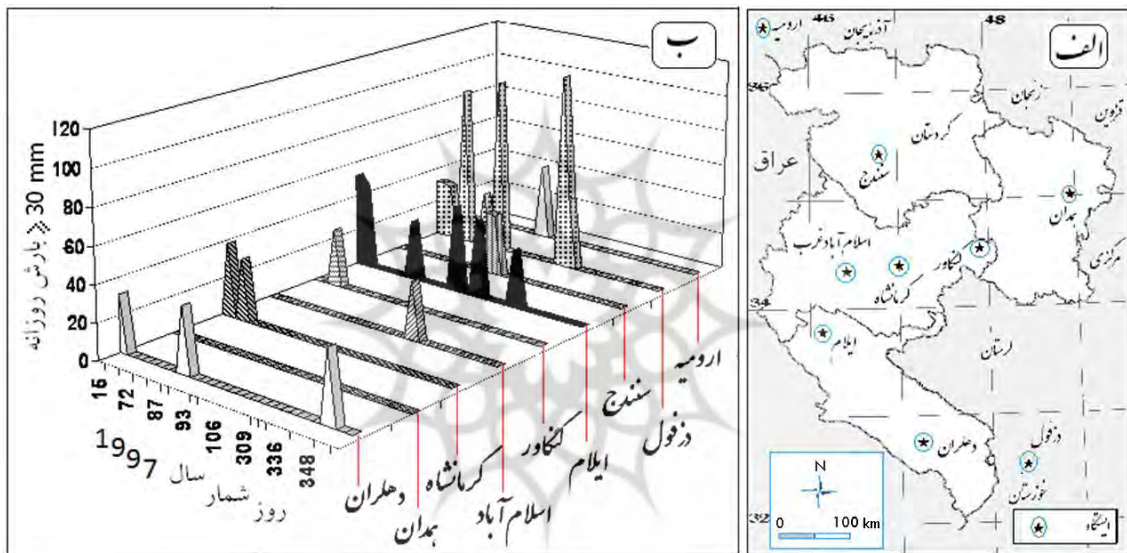 ب
بارش روزانه ≥ 30 mm
120
100
80
60
40
20
0
16
72
87
93
106
309
336
348
روز شمار سال 1997
دهلران
همدان
کرمانشاه
اسلام آباد
ایلام
کنگاور
سنندج
دزفول
ارومیه
الف
46
48
ارومیه
آذربایجان
36
زنجان
قزوین
کردستان
عراق
سنندج
همدان
اسلام آباد غرب
کنگاور
مرکزی
کرمانشاه
34
ایلام
لرستان
دهلران
دزفول
خوزستان
N
0 100 km
32
ایستگاه